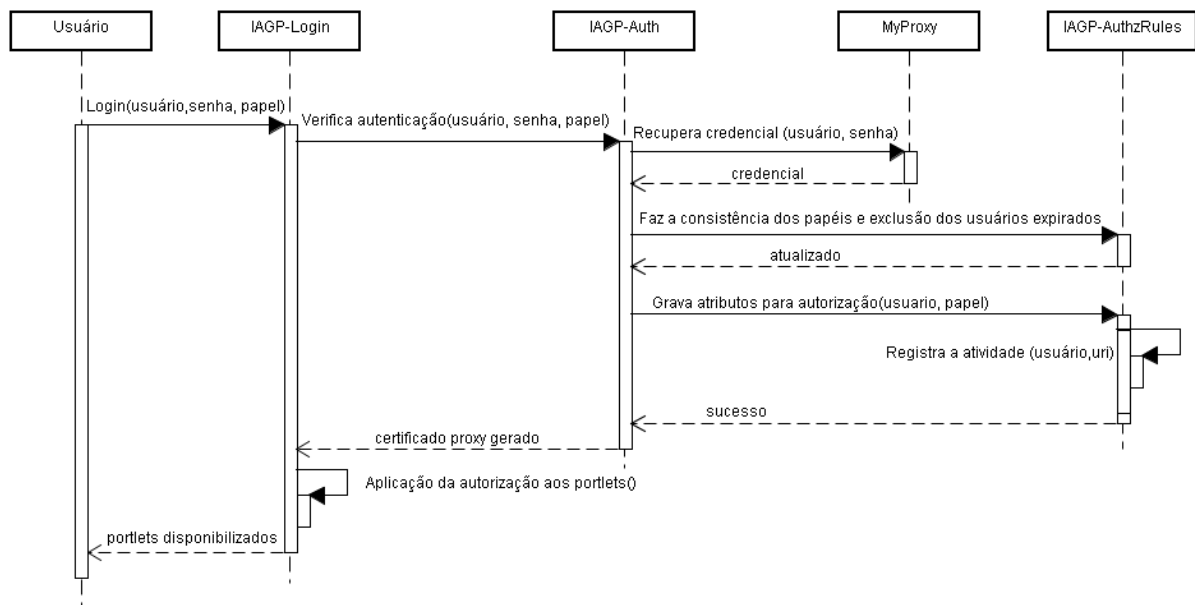 Usuário
IAGP-Login
IAGP-Auth
MyProxy
IAGP-AuthzRules
Login(usuário,senha, papel)
Verifica autenticação(usuário, senha, papel)
Recupera credencial (usuário, senha)
credencial
Faz a consistência dos papéis e exclusão dos usuários expirados
atualizado
Grava atributos para autorização(usuario, papel)
Registra a atividade (usuário,uri)
sucesso
certificado proxy gerado
Aplicação da autorização aos portlets()
portlets disponibilizados